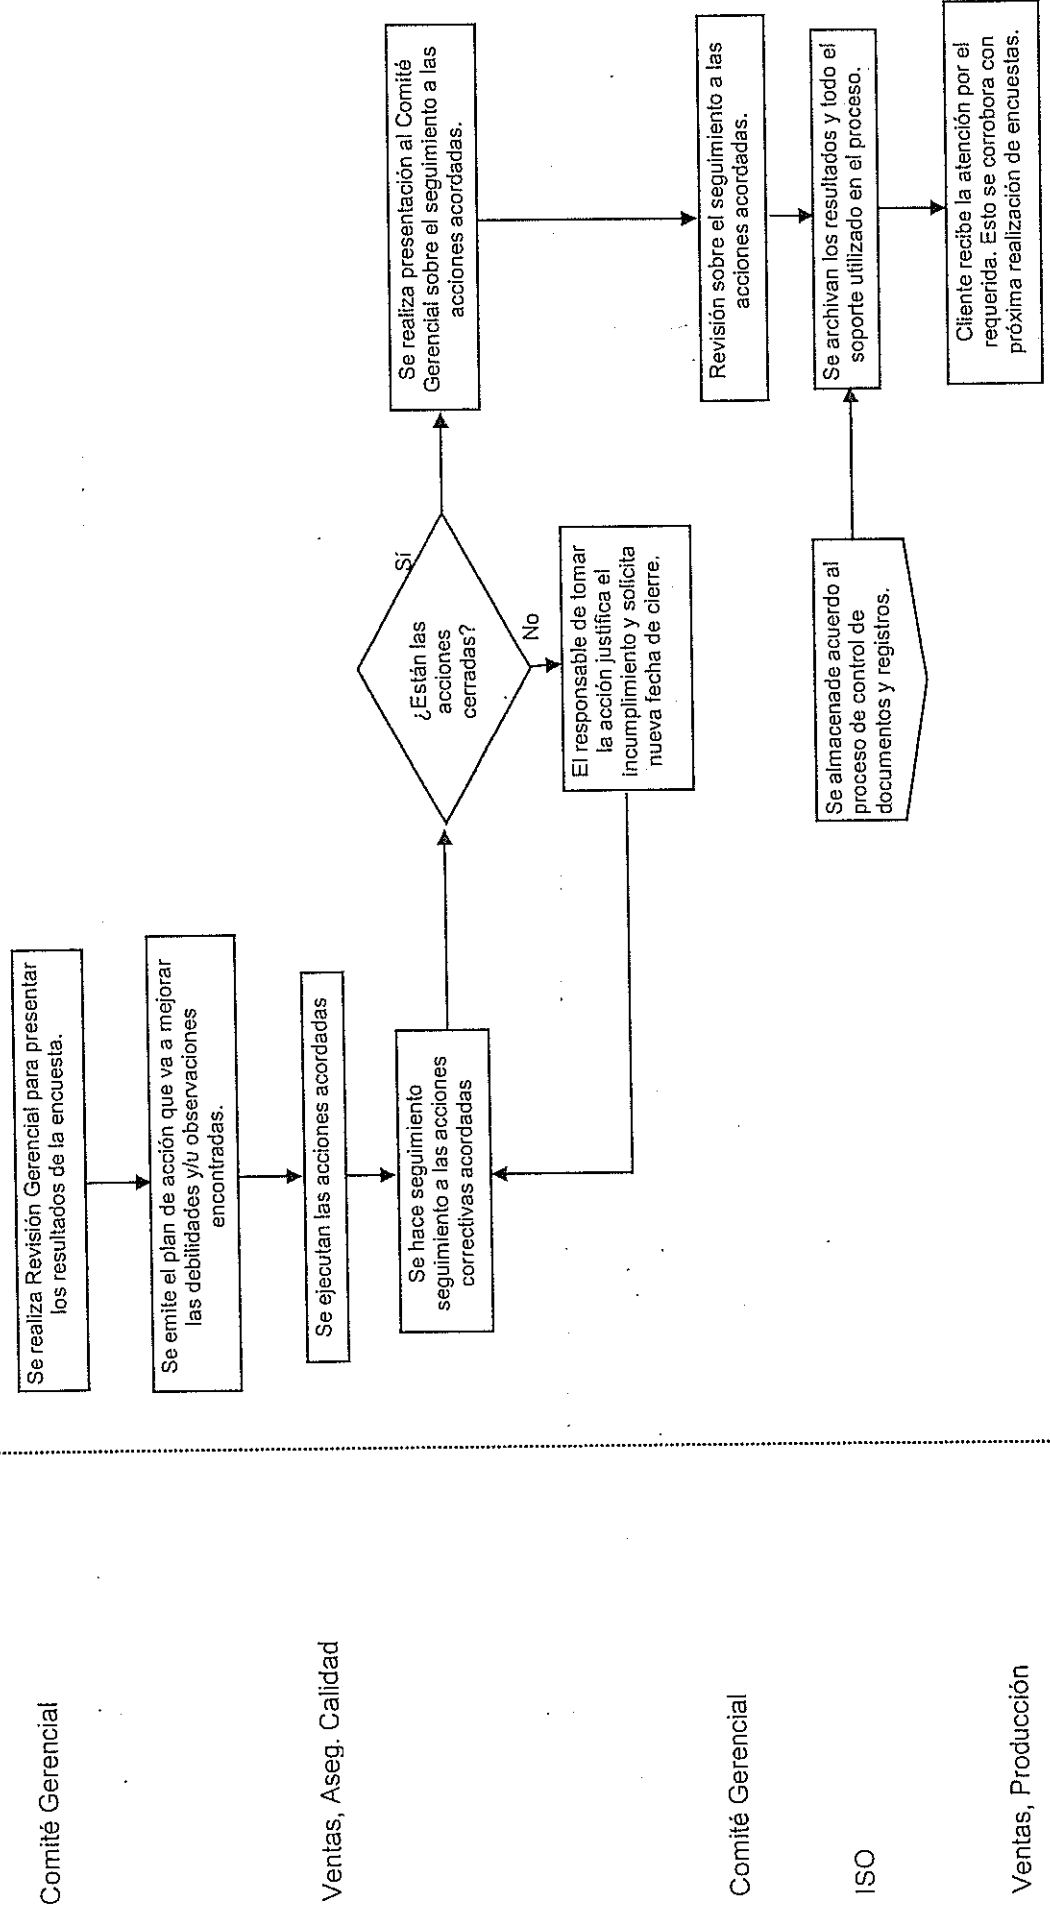 Comité Gerencial
Se realiza Revisión Gerencial para presentar
los resultados de la encuesta.
Se emite el plan de acción que va a mejorar
las debilidades y/u observaciones
encontradas.
Ventas, Aseg. Calidad
Se ejecutan las acciones acordadas
Se hace seguimiento
seguimiento a las acciones
correctivas acordadas
¿Están las
acciones
cerradas?
Sí
No
Se realiza presentación al Comité
Gerencial sobre el seguimiento a las
acciones acordadas.
El responsable de tomar
la acción justifica el
incumplimiento y solicita
nueva fecha de cierre.
Comité Gerencial
Revisión sobre el seguimiento a las
acciones acordadas.
ISO
Se almacenade acuerdo al
proceso de control de
documentos y registros.
Se archivan los resultados y todo el
soporte utilizado en el proceso.
Ventas, Producción
Cliente recibe la atención por el
requerida. Esto se corrobora con
próxima realización de encuestas.